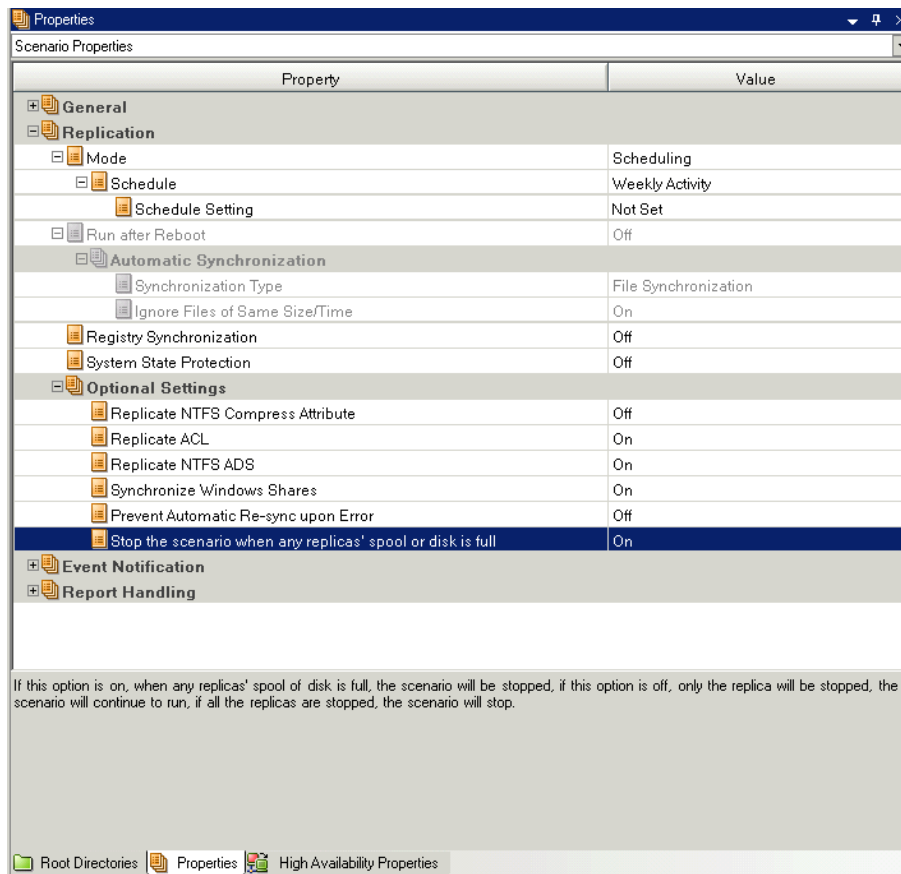 Properties
Scenario Properties
Property Value
General
Replication
Mode Scheduling
Schedule Weekly Activity
Schedule Setting Not Set
Run after Reboot Off
Automatic Synchronization
Synchronization Type File Synchronization
Ignore Files of Same Size/Time On
Registry Synchronization Off
System State Protection Off
Optional Settings
Replicate NTFS Compress Attribute Off
Replicate ACL On
Replicate NTFS ADS On
Synchronize Windows Shares On
Prevent Automatic Re-sync upon Error Off
Stop the scenario when any replicas' spool or disk is full On
Event Notification
Report Handling
If this option is on, when any replicas' spool of disk is full, the scenario will be stopped, if this option is off, only the replica will be stopped, the
scenario will continue to run, if all the replicas are stopped, the scenario will stop.
Root Directories Properties High Availability Properties